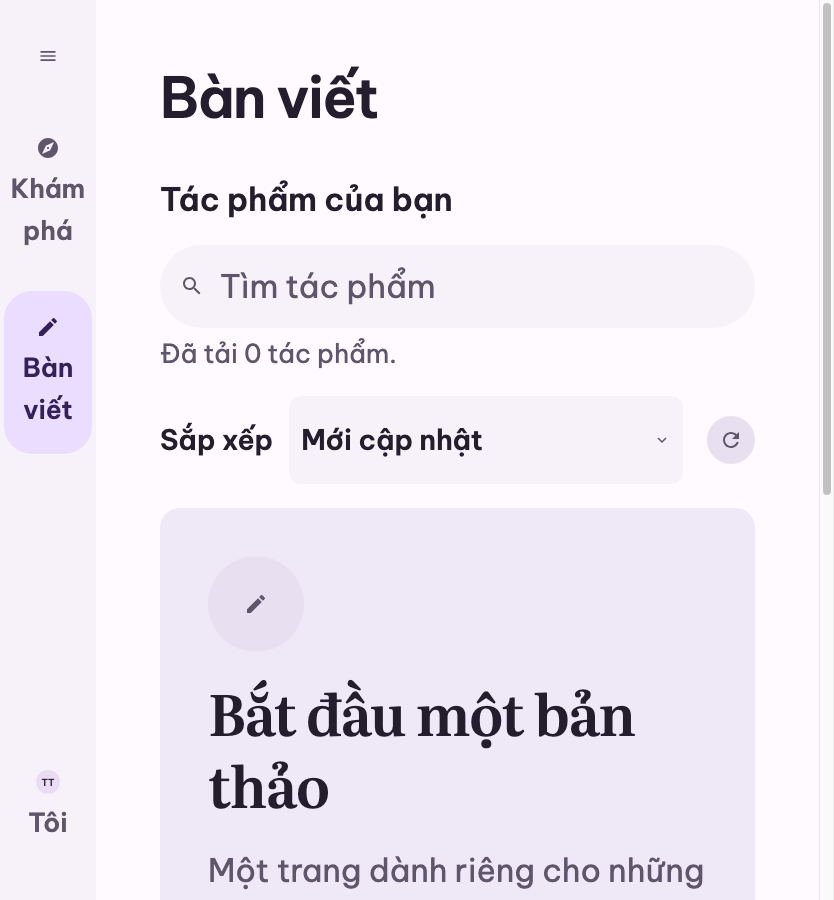 Khám
phá
Bàn
viết
TT
Tôi
Bàn viết
Tác phẩm của bạn
Tìm tác phẩm
Đã tải 0 tác phẩm.
Sắp xếp
Mới cập nhật
Bắt đầu một bản
thảo
Một trang dành riêng cho những